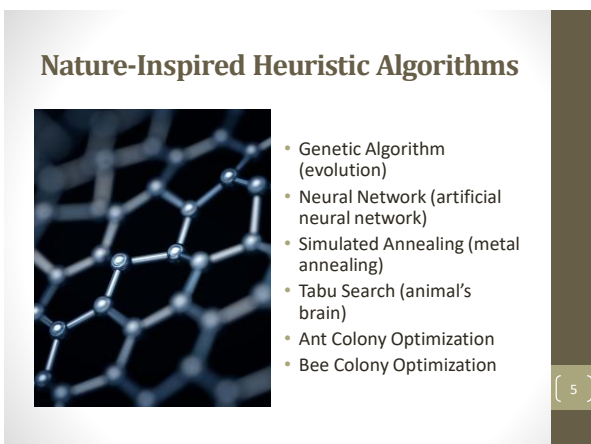 Nature-Inspired Heuristic Algorithms
• Genetic Algorithm
(evolution)
• Neural Network (artificial
neural network)
• Simulated Annealing (metal
annealing)
• Tabu Search (animal's
brain)
• Ant Colony Optimization
• Bee Colony Optimization
5